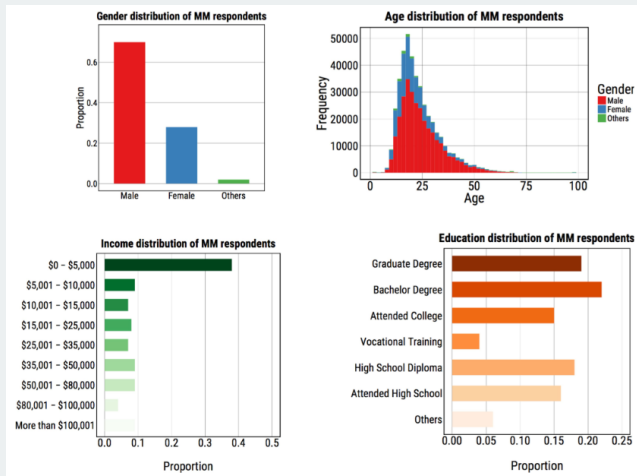 Gender distribution of MM respondents
Proportion
0.6
0.4
0.2
0.0
Male
Female
Others
Age distribution of MM respondents
Frequency
50000
40000
30000
20000
10000
0
0
25
50
75
100
Age
Gender
Male
Female
Others
Income distribution of MM respondents
$0 – $5,000
$5,001 – $10,000
$10,001 – $15,000
$15,001 – $25,000
$25,001 – $35,000
$35,001 – $50,000
$50,001 – $80,000
$80,001 – $100,000
More than $100,001
0.0
0.1
0.2
0.3
0.4
0.5
Proportion
Education distribution of MM respondents
Graduate Degree
Bachelor Degree
Attended College
Vocational Training
High School Diploma
Attended High School
Others
0.00
0.05
0.10
0.15
0.20
0.25
Proportion